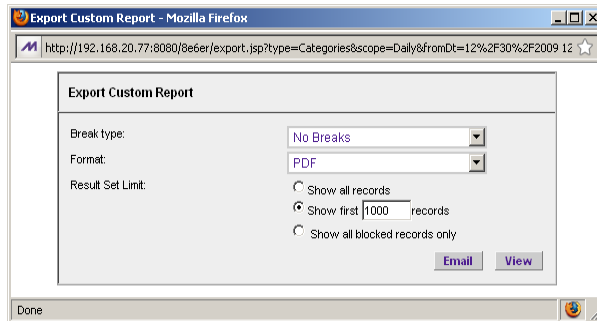 Export Custom Report - Mozilla Firefox
http://192.168.20.77:8080/8e6er/export.jsp?type=Categories&scope=Daily&fromDt=12%2F30%2F2009 12
Export Custom Report
Break type:
No Breaks
Format:
PDF
Result Set Limit:
Show all records
Show first 1000 records
Show all blocked records only
Email View
Done